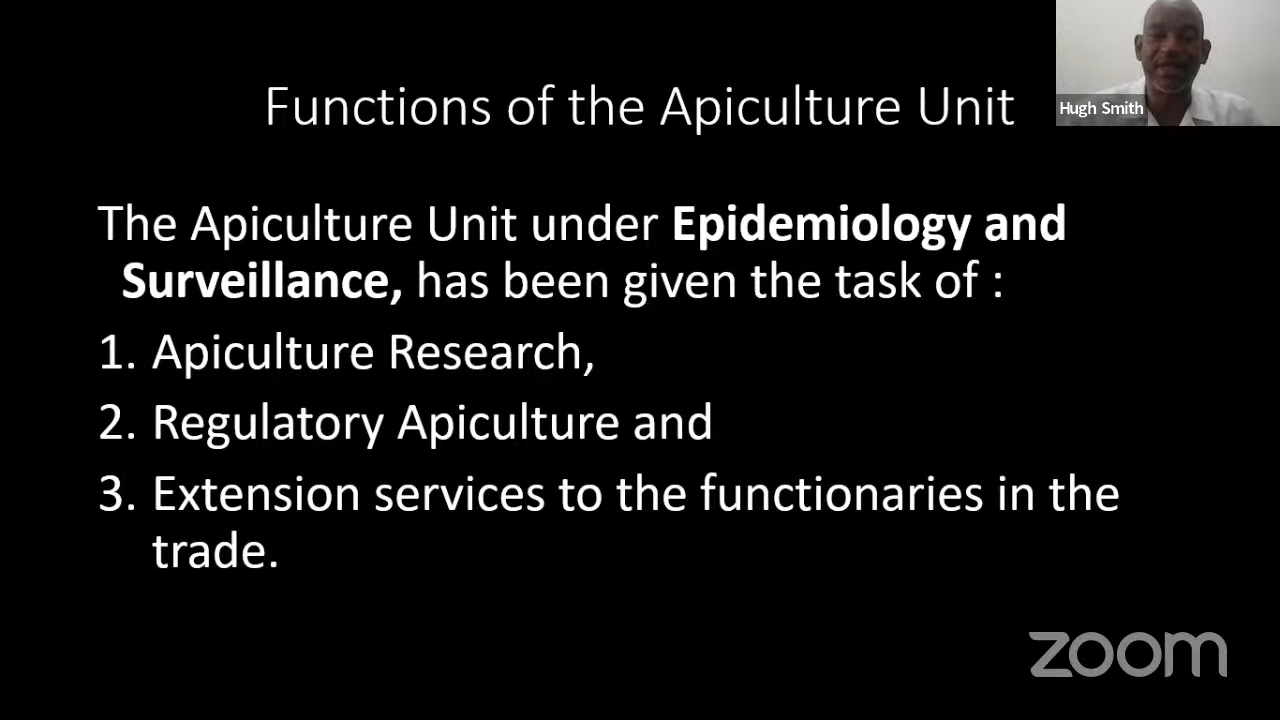 Functions of the Apiculture Unit
Hugh Smith
The Apiculture Unit under Epidemiology and
Surveillance, has been given the task of :
1. Apiculture Research,
2. Regulatory Apiculture and
3. Extension services to the functionaries in the
trade.
zoom